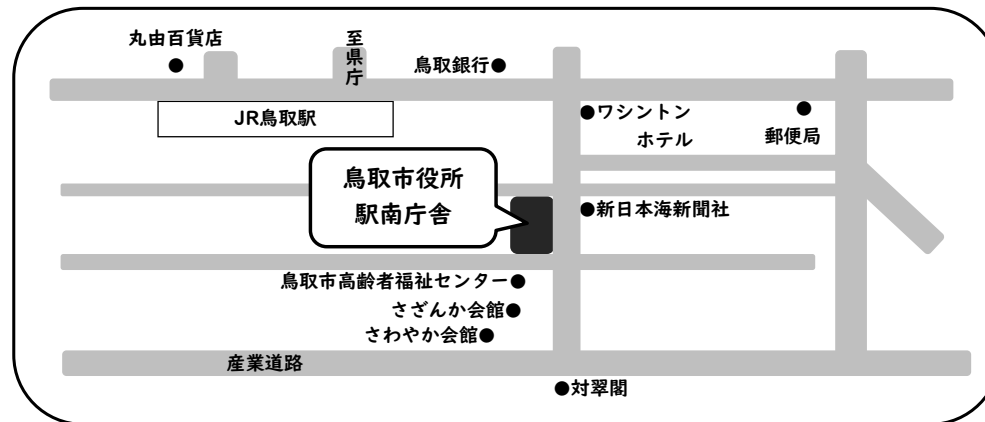 丸由百貨店
至県庁
鳥取銀行●
JR鳥取駅
●ワシントン
ホテル
郵便局
鳥取市役所
駅南庁舎
●新日本海新聞社
鳥取市高齢者福祉センター●
さざんか会館●
さわやか会館●
産業道路
●対翠閣